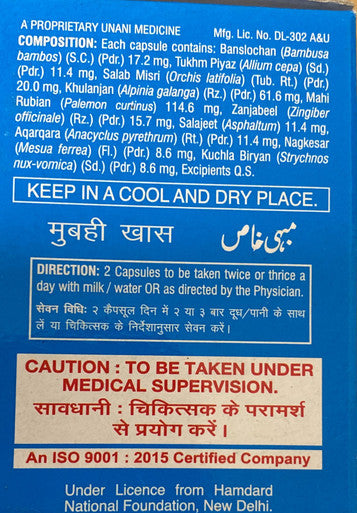 A PROPRIETARY UNANI MEDICINE Mfg. Lic. No. DL-302 A&U
COMPOSITION: Each capsule contains: Banslochan (Bambusa
bambos) (S.C.) (Pdr.) 17.2 mg, Tukhm Piyaz (Allium cepa) (Sd.)
(Pdr.) 11.4 mg, Salab Misri (Orchis latifolia) (Tub. Rt.) (Pdr.)
20.0 mg, Khulanjan (Alpinia galanga) (Rz.) (Pdr.) 61.6 mg, Mahi
Rubian (Palemon curtinus) 114.6 mg, Zanjabeel (Zingiber
officinale) (Rz.) (Pdr.) 15.7 mg, Salajeet (Asphaltum) 11.4 mg,
Aqarqara (Anacyclus pyrethrum) (Rt.) (Pdr.) 11.4 mg, Nagkesar
(Mesua ferrea) (Fl.) (Pdr.) 8.6 mg, Kuchla Biryan (Strychnos
nux-vomica) (Sd.) (Pdr.) 8.6 mg, Excipients Q.S.
KEEP IN A COOL AND DRY PLACE.
मुबही खास مبہی خاص
DIRECTION: 2 Capsules to be taken twice or thrice a
day with milk / water OR as directed by the Physician.
सेवन विधि: २ कैपसूल दिन में २ या ३ बार दूध/पानी के साथ
लें या चिकित्सक के निर्देशानुसार सेवन करें।
CAUTION : TO BE TAKEN UNDER
MEDICAL SUPERVISION.
सावधानी : चिकित्सक के परामर्श
से प्रयोग करें।
An ISO 9001 : 2015 Certified Company
Under Licence from Hamdard
National Foundation, New Delhi.